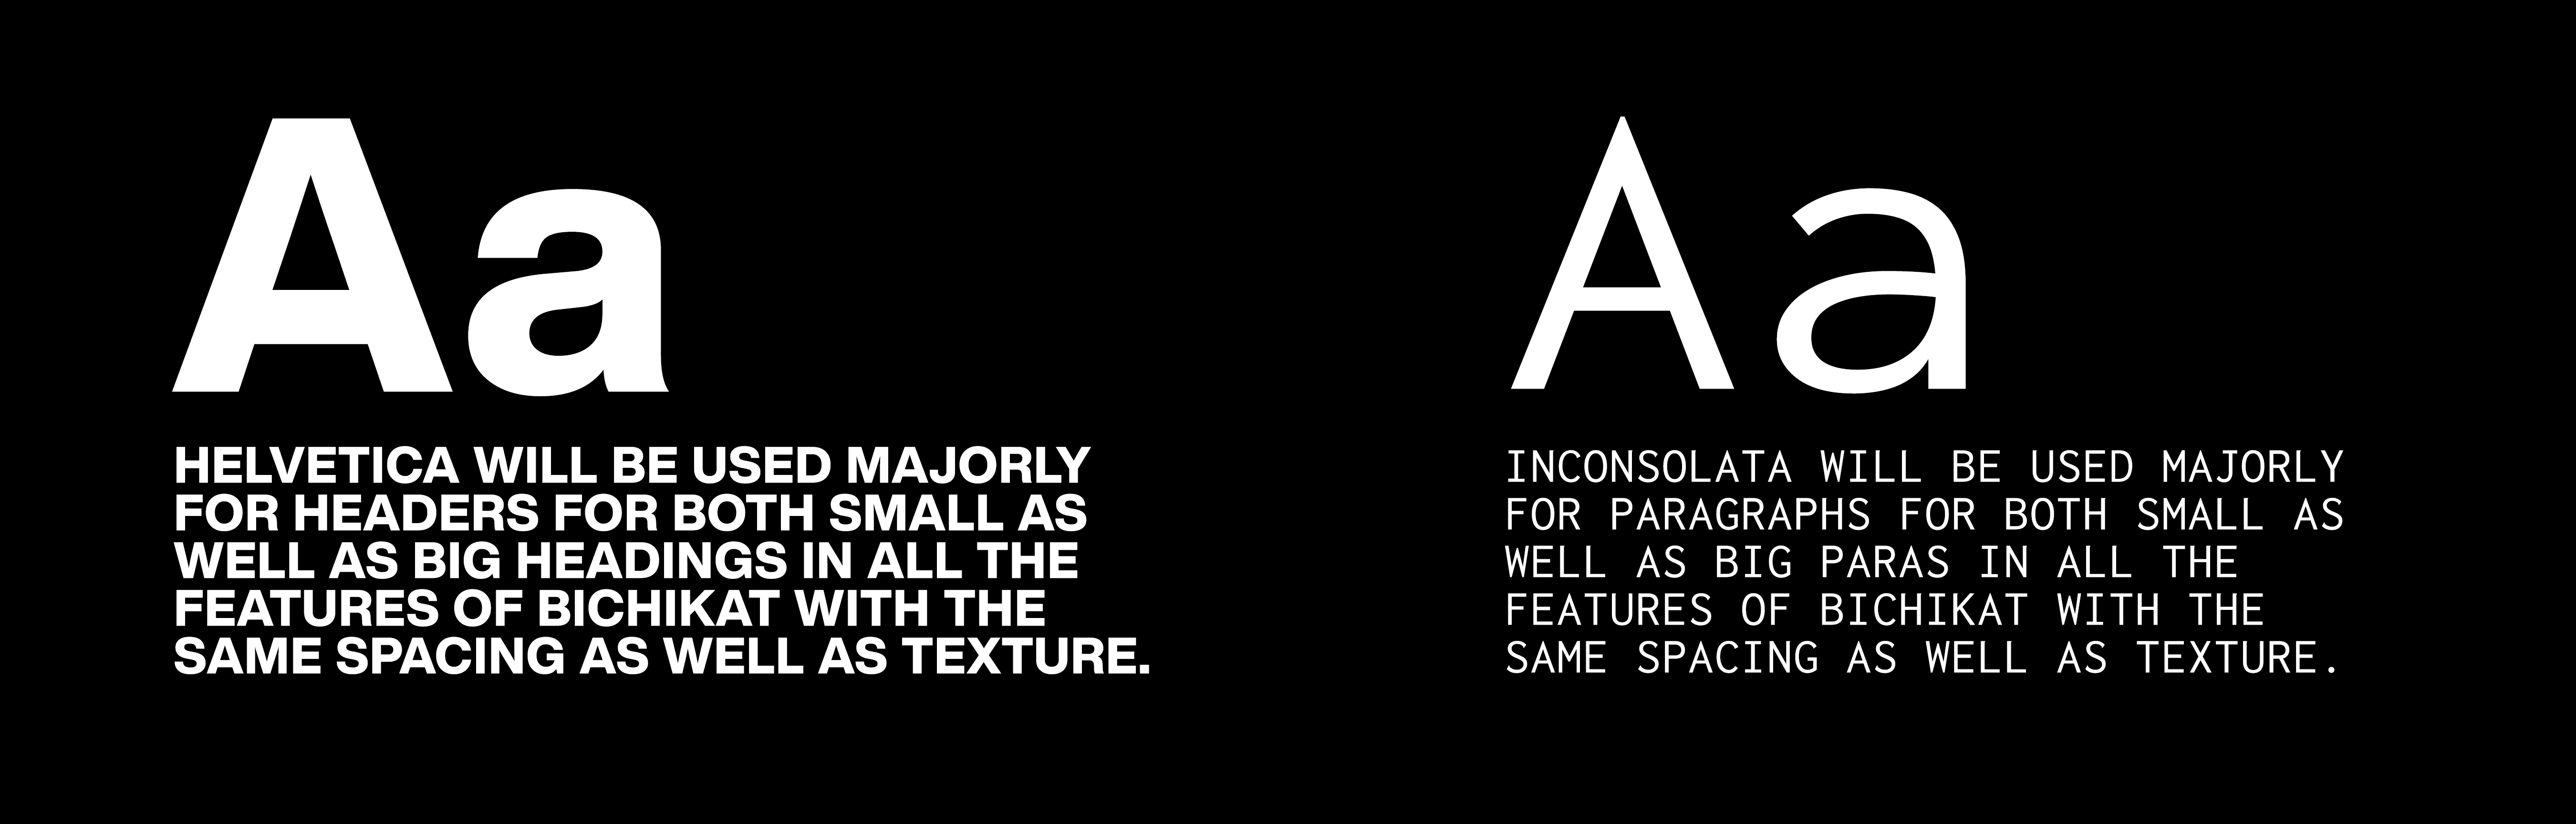 Aa
HELVETICA WILL BE USED MAJORLY
FOR HEADERS FOR BOTH SMALL AS
WELL AS BIG HEADINGS IN ALL THE
FEATURES OF BICHIKAT WITH THE
SAME SPACING AS WELL AS TEXTURE.
Aa
INCONSOLATA WILL BE USED MAJORLY
FOR PARAGRAPHS FOR BOTH SMALL AS
WELL AS BIG PARAS IN ALL THE
FEATURES OF BICHIKAT WITH THE
SAME SPACING AS WELL AS TEXTURE.